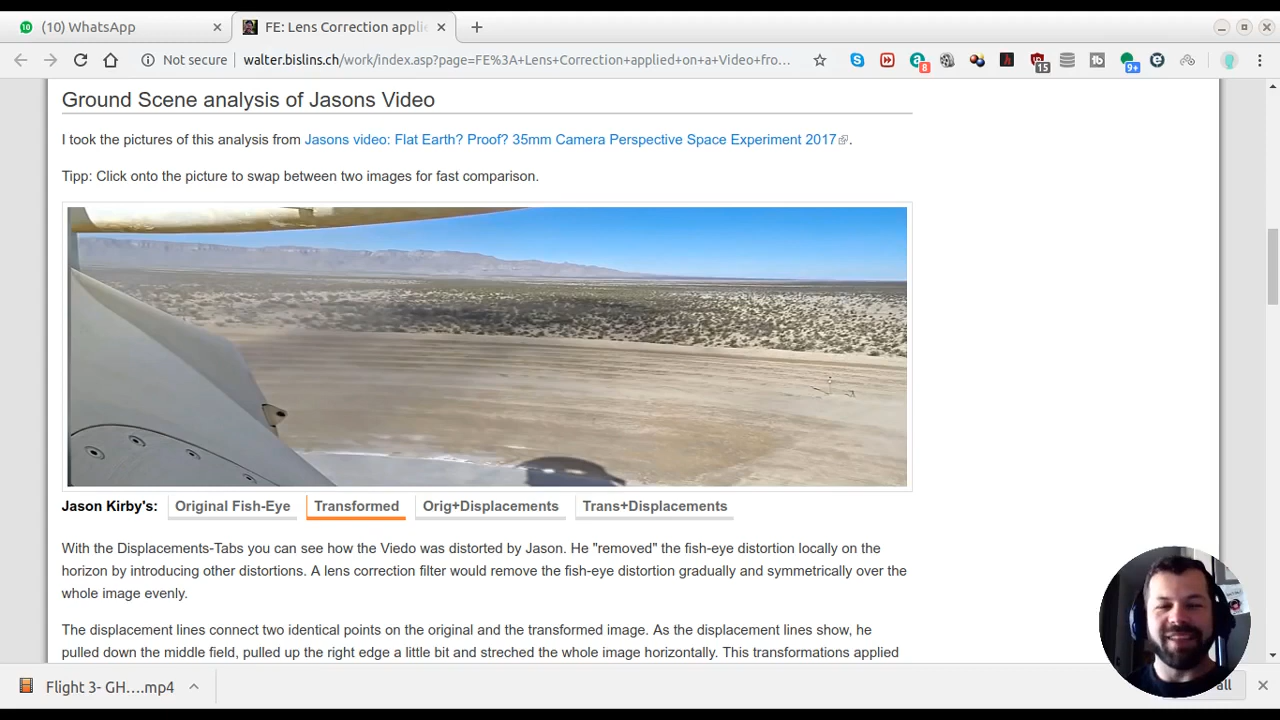 (10) WhatsApp
FE: Lens Correction appli
Not secure
walter.bislins.ch/work/index.asp?page=FE%3A+Lens+Correction+applied+on+a+Video+fro...
8
15
9+
Ground Scene analysis of Jasons Video
I took the pictures of this analysis from Jasons video: Flat Earth? Proof? 35mm Camera Perspective Space Experiment 2017.
Tipp: Click onto the picture to swap between two images for fast comparison.
Jason Kirby's: Original Fish-Eye Transformed Orig+Displacements Trans+Displacements
With the Displacements-Tabs you can see how the Viedo was distorted by Jason. He "removed" the fish-eye distortion locally on the
horizon by introducing other distortions. A lens correction filter would remove the fish-eye distortion gradually and symmetrically over the
whole image evenly.
The displacement lines connect two identical points on the original and the transformed image. As the displacement lines show, he
pulled down the middle field, pulled up the right edge a little bit and streched the whole image horizontally. This transformations applied
Flight 3- GH....mp4
all